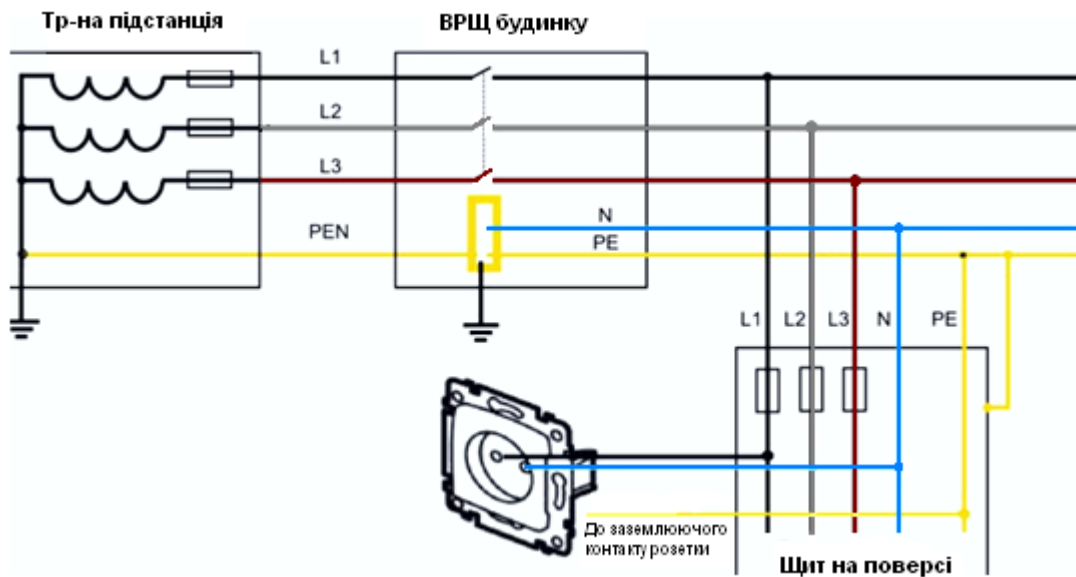 Тр-на підстанція
ВРЩ будинку
L1
L2
L3
PEN
N
PE
L1 L2 L3 N PE
До заземлюючого
контакту розетки
Щит на поверсі